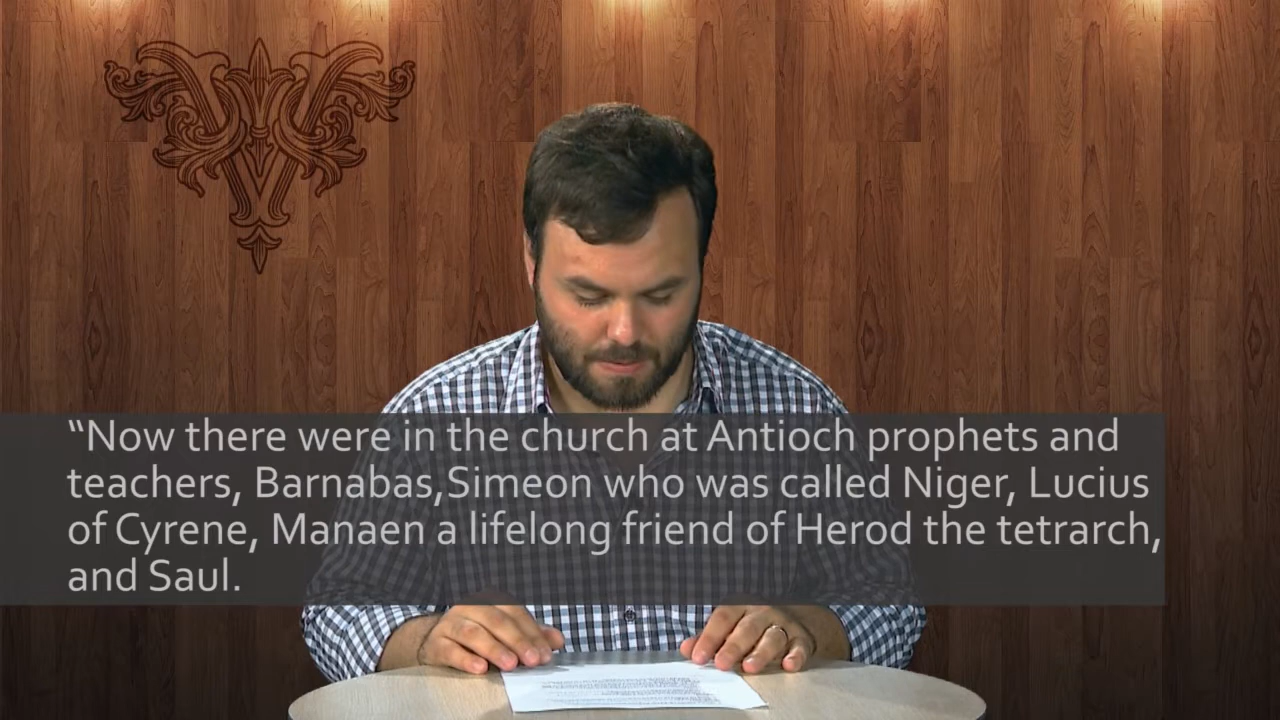 “Now there were in the church at Antioch prophets and
teachers, Barnabas,Simeon who was called Niger, Lucius
of Cyrene, Manaen a lifelong friend of Herod the tetrarch,
and Saul.